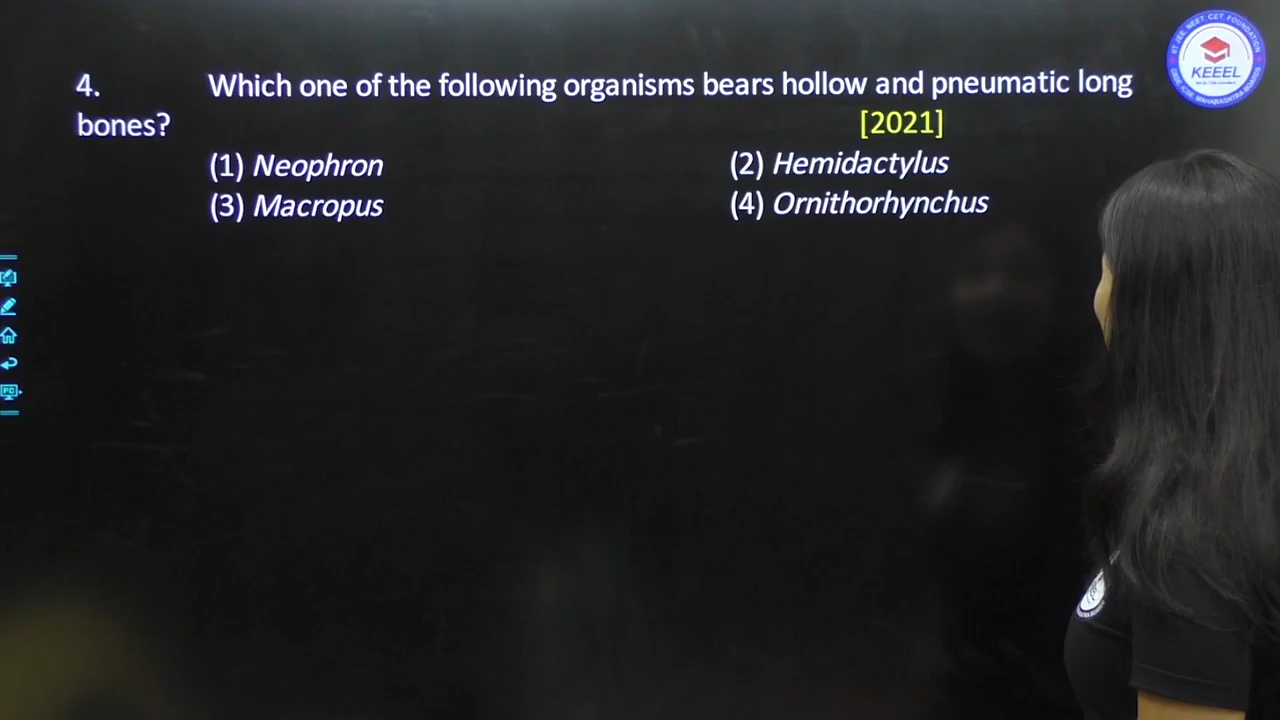 4. Which one of the following organisms bears hollow and pneumatic long
bones? [2021]
(1) Neophron (2) Hemidactylus
(3) Macropus (4) Ornithorhynchus
KEEEL